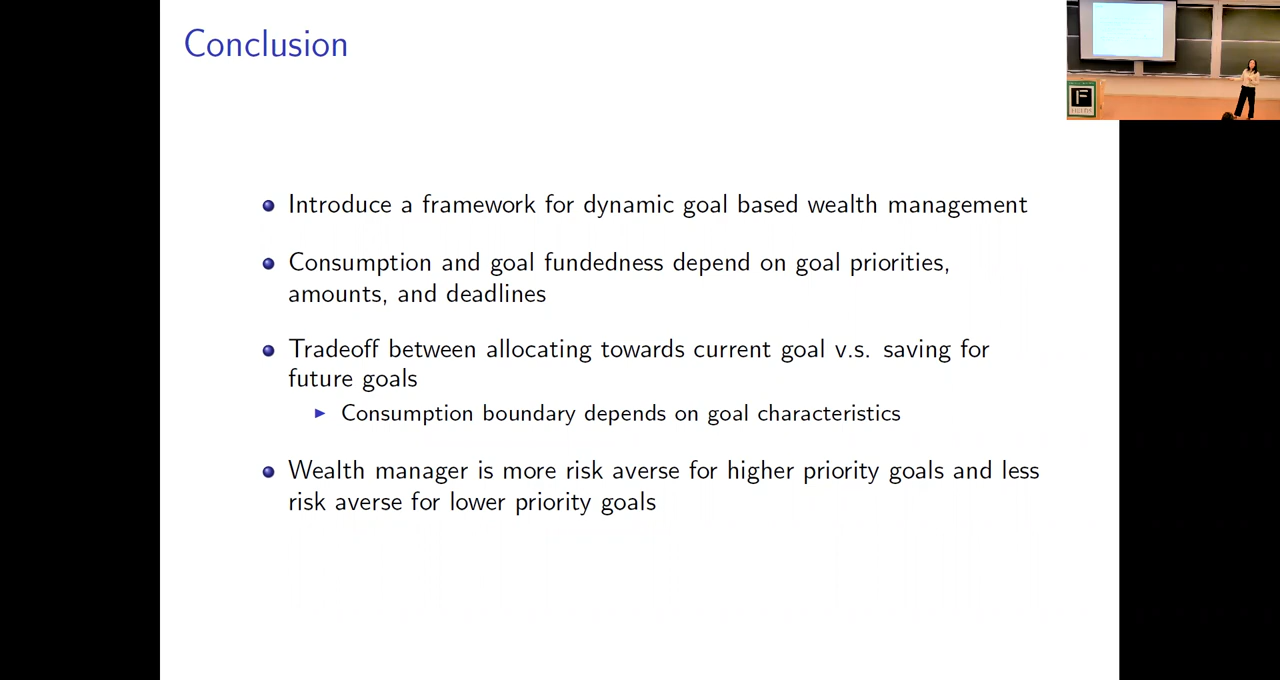 Conclusion
Introduce a framework for dynamic goal based wealth management
Consumption and goal fundedness depend on goal priorities,
amounts, and deadlines
Tradeoff between allocating towards current goal v.s. saving for
future goals
Consumption boundary depends on goal characteristics
Wealth manager is more risk averse for higher priority goals and less
risk averse for lower priority goals